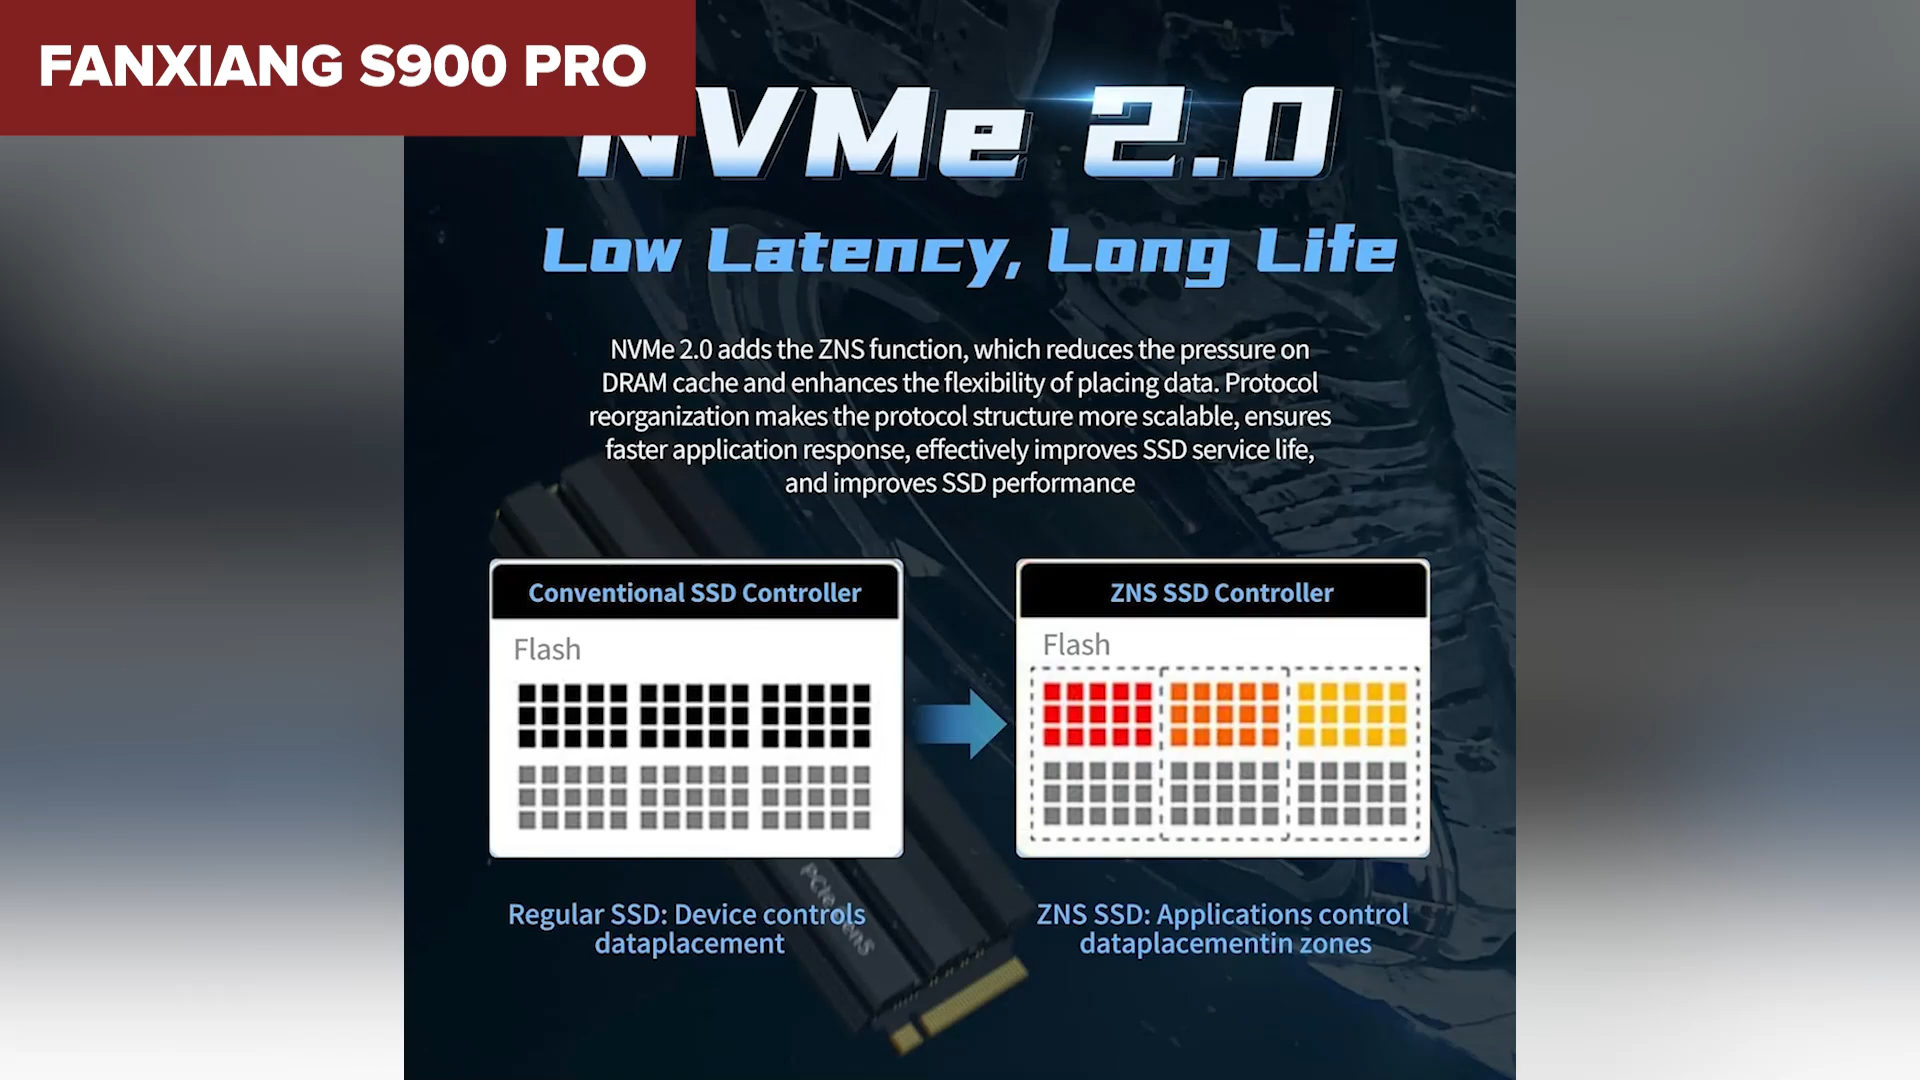 FANXIANG S900 PRO
NVMe 2.0
Low Latency, Long Life
NVMe 2.0 adds the ZNS function, which reduces the pressure on
DRAM cache and enhances the flexibility of placing data. Protocol
reorganization makes the protocol structure more scalable, ensures
faster application response, effectively improves SSD service life,
and improves SSD performance
Conventional SSD Controller
Flash
ZNS SSD Controller
Flash
PCIe Gen5
Regular SSD: Device controls
dataplacement
ZNS SSD: Applications control
dataplacementin zones